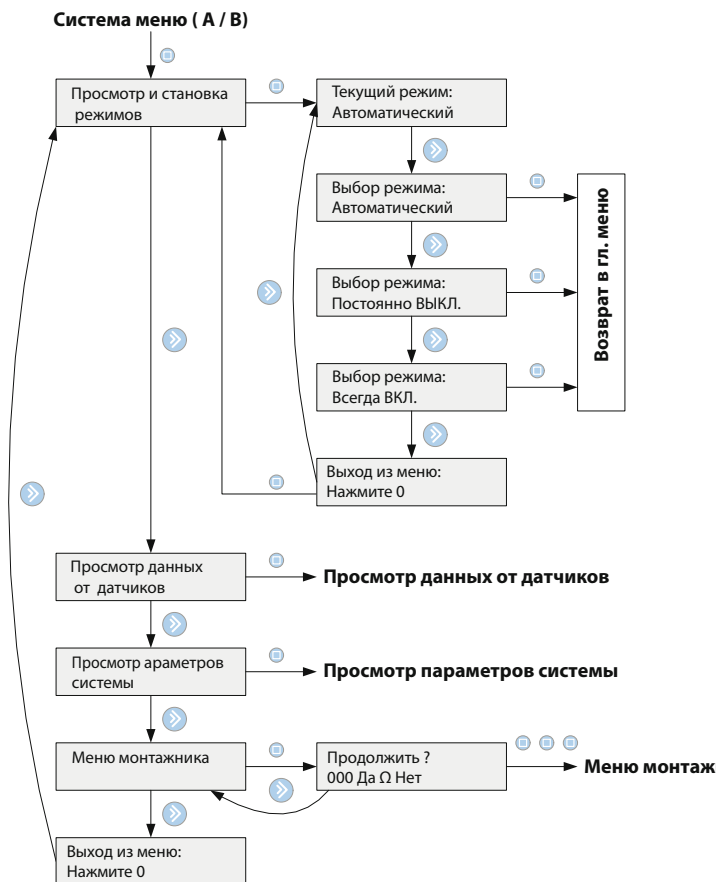 Система меню ( А / В)
Просмотр и становка
режимов
Текущий режим:
Автоматический
Выбор режима:
Автоматический
Выбор режима:
Постоянно ВЫКЛ.
Выбор режима:
Всегда ВКЛ.
Выход из меню:
Нажмите 0
Возврат в гл. меню
Просмотр данных
от датчиков
Просмотр данных от датчиков
Просмотр араметров
системы
Просмотр параметров системы
Меню монтажника
Продолжить ?
000 Да Ω Нет
Меню монтаж
Выход из меню:
Нажмите 0